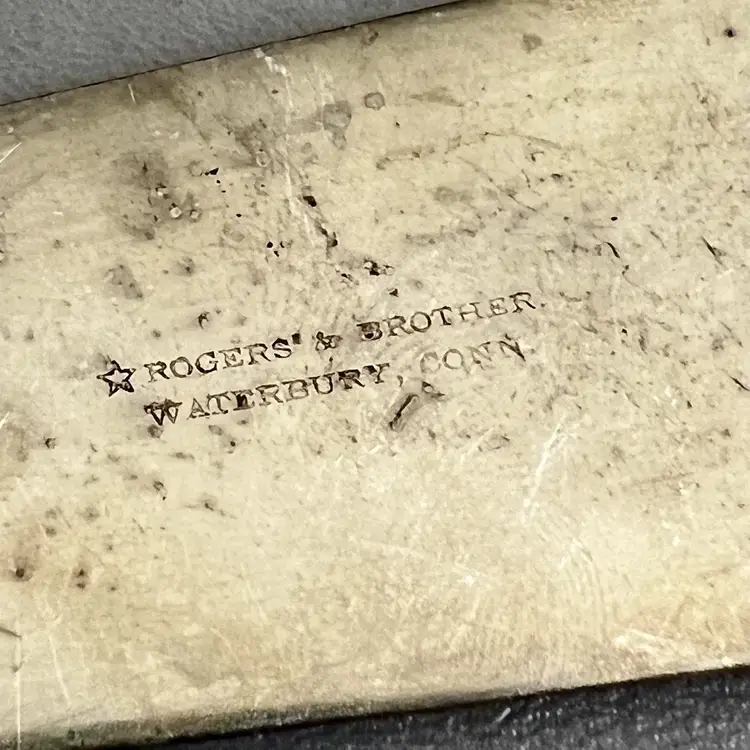 ☆ROGERS' & BROTHER.
WATERBURY, CONN